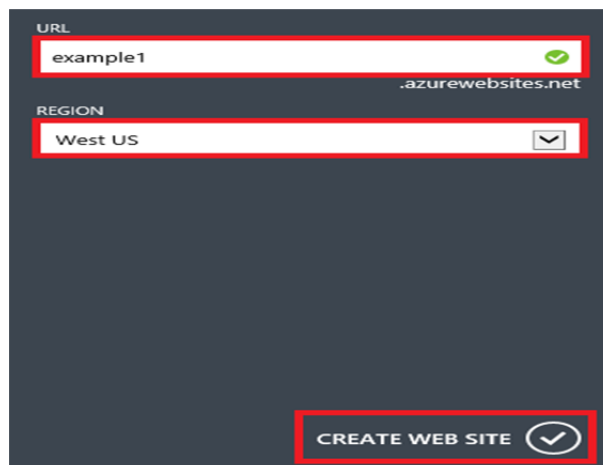 URL
example1
.azurewebsites.net
REGION
West US
CREATE WEB SITE